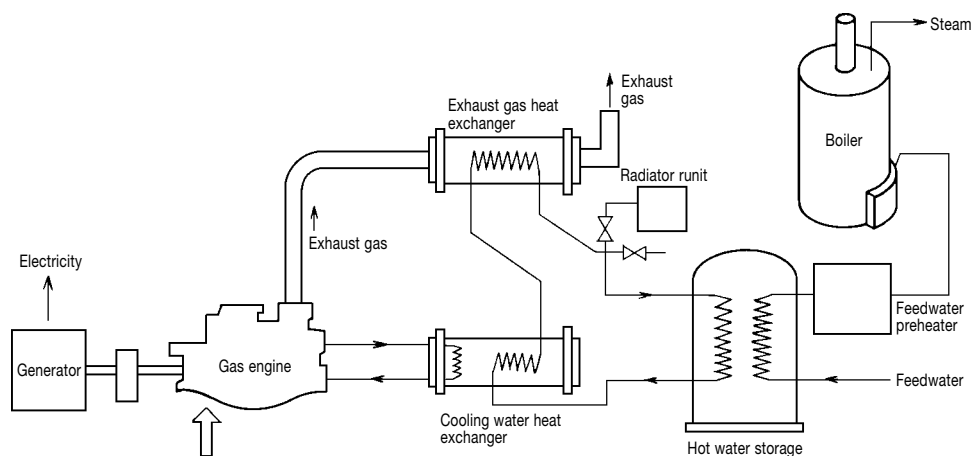 Steam
Exhaust
gas
Exhaust gas heat
exchanger
Boiler
Radiator runit
Exhaust gas
Electricity
Feedwater
preheater
Generator
Gas engine
Feedwater
Cooling water heat
exchanger
Hot water storage